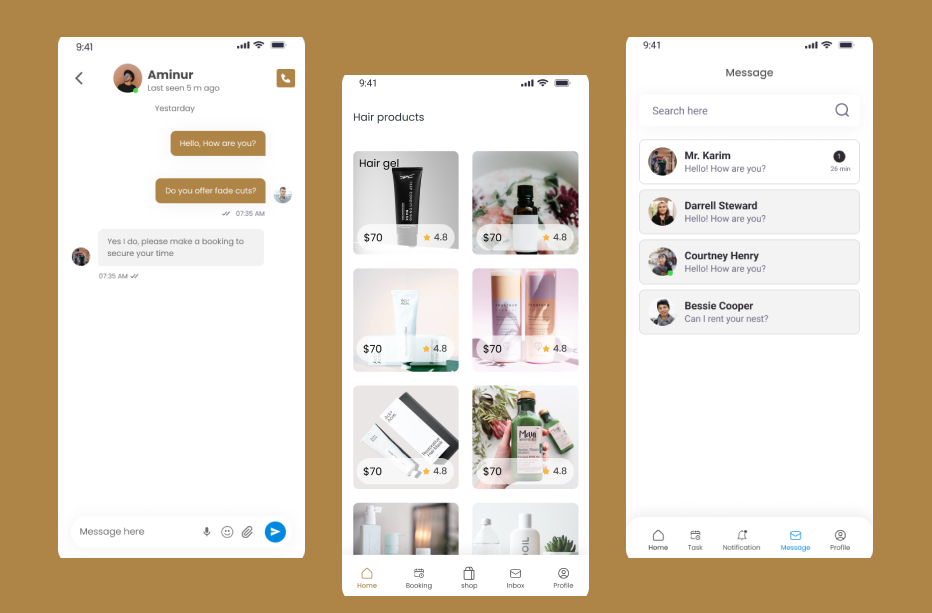 9:41
Aminur
Last seen 5 m ago
Yestarday
Hello, How are you?
Do you offer fade cuts?
07:35 AM
Yes I do, please make a booking to
secure your time
07:35 AM
Message here
9:41
Hair products
Hair gel
$70
4.8
$70
4.8
$70
4.8
$70
4.8
$70
4.8
Maui
$70
4.8
Home
Booking
shop
Inbox
Profile
9:41
Message
Search here
Mr. Karim
1
Hello! How are you?
26 min
Darrell Steward
Hello! How are you?
Courtney Henry
Hello! How are you?
Bessie Cooper
Can I rent your nest?
Home
Task
Notification
Message
Profile